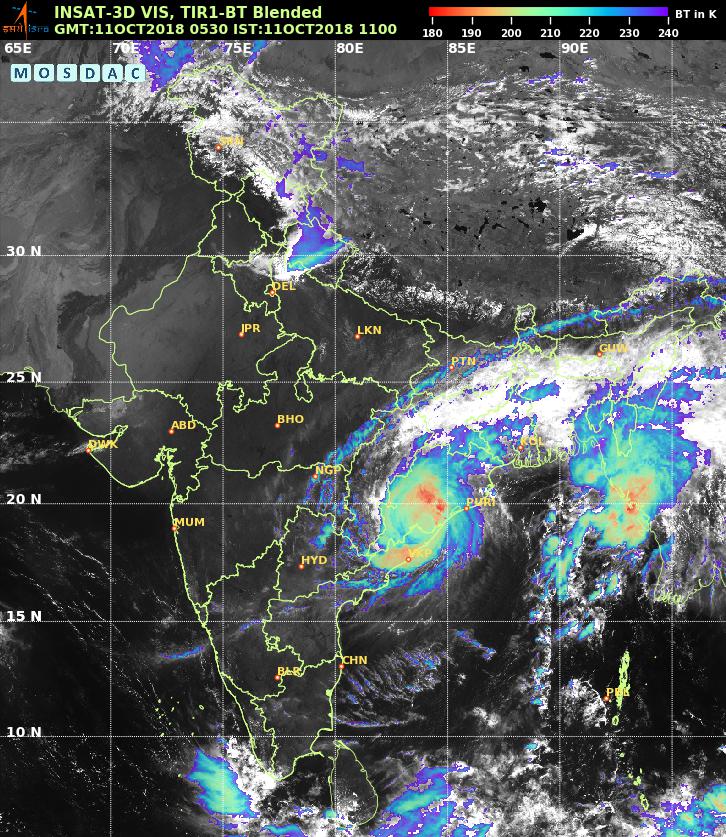 INSAT-3D VIS, TIR1-BT Blended
GMT:11OCT2018 0530 IST:11OCT2018 1100
BT in K
180 190 200 210 220 230 240
65E 70E 75E 80E 85E 90E
MOSDAC
30 N
DEL
JPR
LKN
GUW
PTN
25 N
ABD
BHO
DWK
KOL
NGP
20 N
PURI
MUM
HYD
VKP
15 N
CHN
BLR
10 N